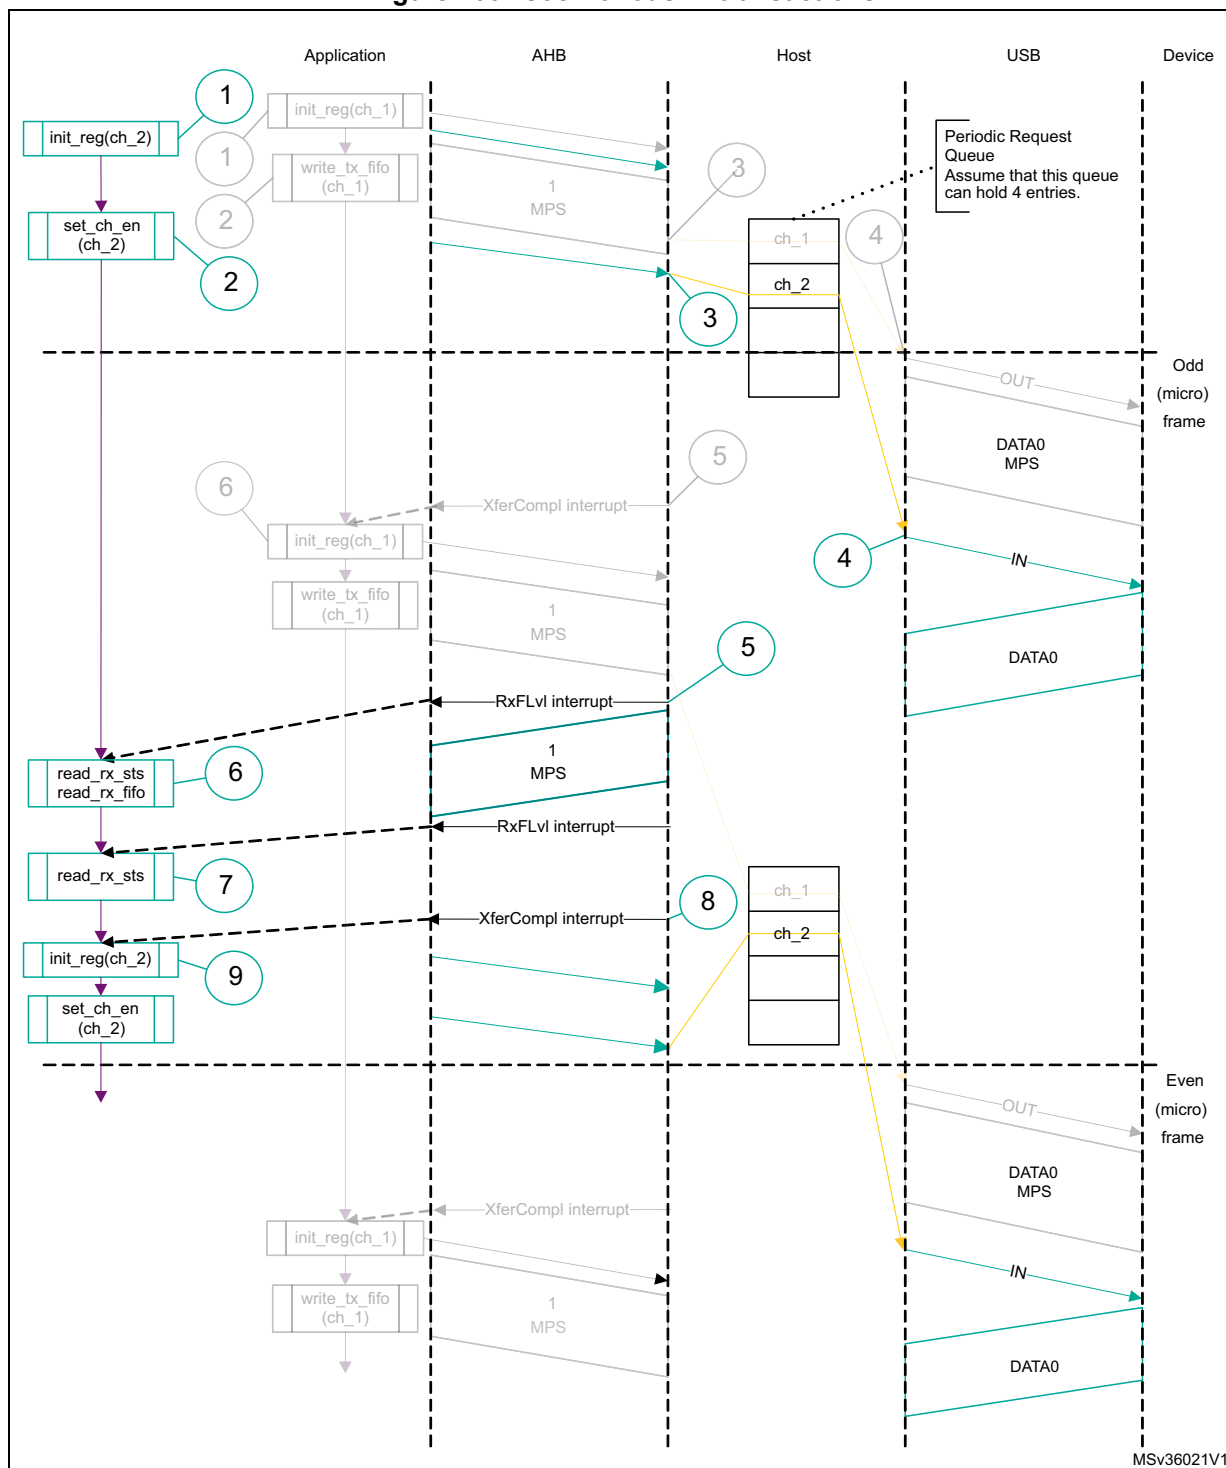 Application
AHB
Host
USB
Device
1
init_reg(ch_1)
init_reg(ch_2)
1
Periodic Request
Queue
Assume that this queue
can hold 4 entries.
write_tx_fifo
(ch_1)
1
MPS
3
2
set_ch_en
(ch_2)
2
ch_1
4
ch_2
3
Odd
(micro)
frame
OUT
DATA0
MPS
5
6
XferCompl interrupt
init_reg(ch_1)
4
IN
write_tx_fifo
(ch_1)
1
MPS
5
DATA0
RxFLvl interrupt
1
MPS
read_rx_sts
read_rx_fifo
6
RxFLvl interrupt
read_rx_sts
7
ch_1
8
XferCompl interrupt
ch_2
init_reg(ch_2)
9
set_ch_en
(ch_2)
Even
(micro)
frame
OUT
DATA0
MPS
XferCompl interrupt
init_reg(ch_1)
IN
write_tx_fifo
(ch_1)
1
MPS
DATA0
MSv36021V1